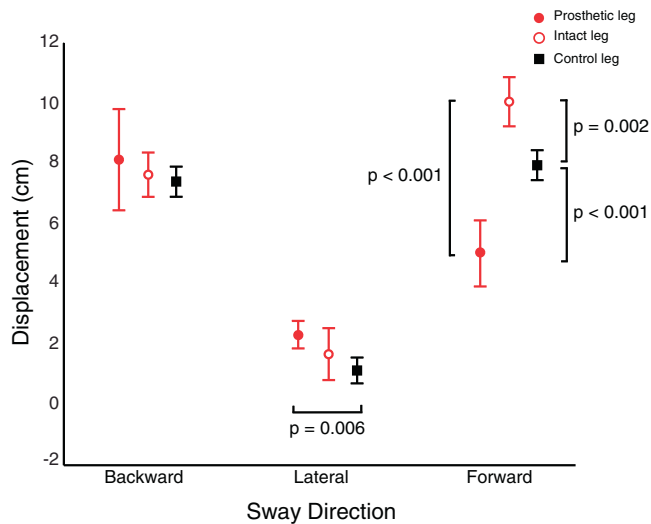 Prosthetic leg
Intact leg
Control leg
12
10
8
6
4
2
0
-2
Displacement (cm)
p < 0.001
p = 0.002
p < 0.001
p = 0.006
Backward
Lateral
Forward
Sway Direction